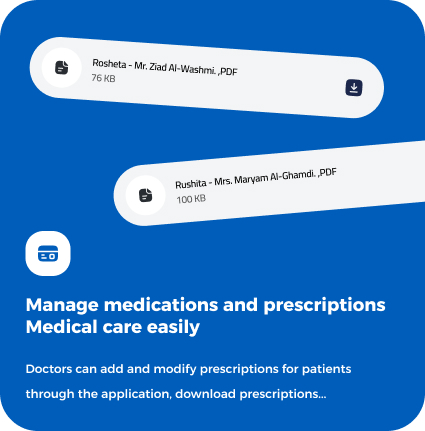 Rosheta - Mr. Ziad Al-Washmi. ,PDF
76 KB
Rushita - Mrs. Maryam Al-Ghamdi. ,PDF
100 KB
Manage medications and prescriptions
Medical care easily
Doctors can add and modify prescriptions for patients
through the application, download prescriptions...